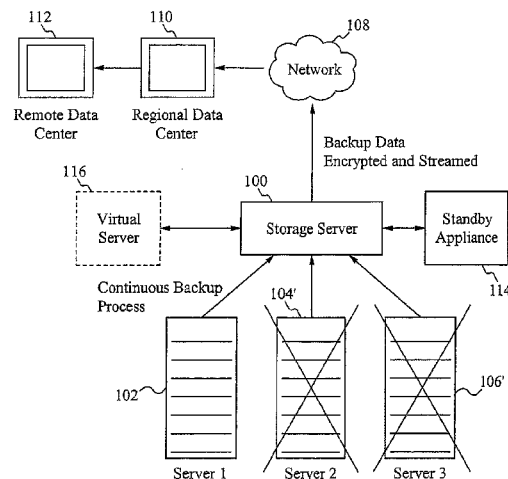 112
110
108
Network
Remote Data
Center
Regional Data
Center
Backup Data
Encrypted and Streamed
116
100
Virtual
Server
Storage Server
Standby
Appliance
114
Continuous Backup
Process
104'
102
106'
Server 1
Server 2
Server 3